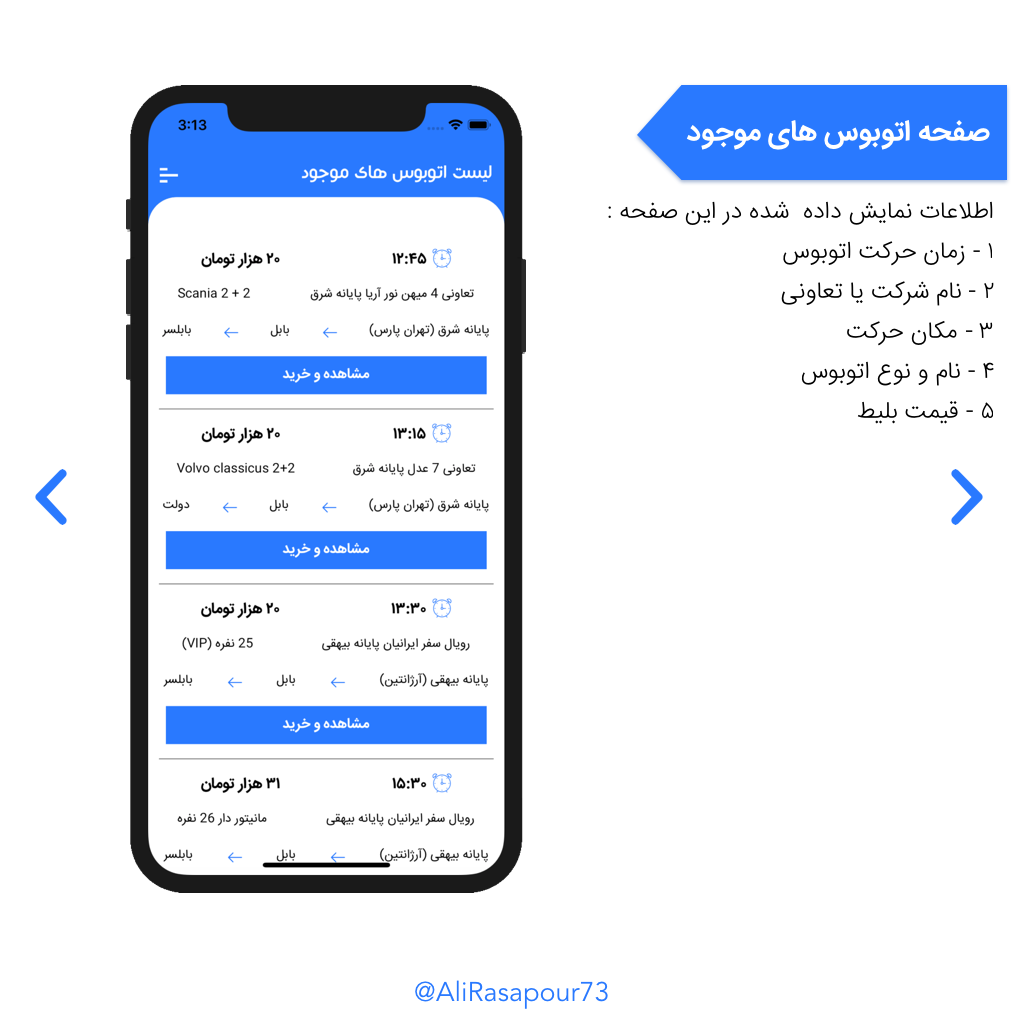 صفحه اتوبوس های موجود
اطلاعات نمایش داده شده در این صفحه :
۱ - زمان حرکت اتوبوس
۲ - نام شرکت یا تعاونی
۳ - مکان حرکت
۴ - نام و نوع اتوبوس
۵ - قیمت بلیط
3:13
لیست اتوبوس های موجود
۱۲:۴۵ ۲۰ هزار تومان
تعاونی 4 میهن نور آریا پایانه شرق Scania 2 + 2
پایانه شرق (تهران پارس) ← بابل ← بابلسر
مشاهده و خرید
۱۳:۱۵ ۲۰ هزار تومان
تعاونی 7 عدل پایانه شرق Volvo classicus 2+2
پایانه شرق (تهران پارس) ← بابل ← دولت
مشاهده و خرید
۱۳:۳۰ ۲۰ هزار تومان
رویال سفر ایرانیان پایانه بیهقی 25 نفره (VIP)
پایانه بیهقی (آرژانتین) ← بابل ← بابلسر
مشاهده و خرید
۱۵:۳۰ ۳۱ هزار تومان
رویال سفر ایرانیان پایانه بیهقی مانیتور دار 26 نفره
پایانه بیهقی (آرژانتین) ← بابل ← بابلسر
@AliRasapour73